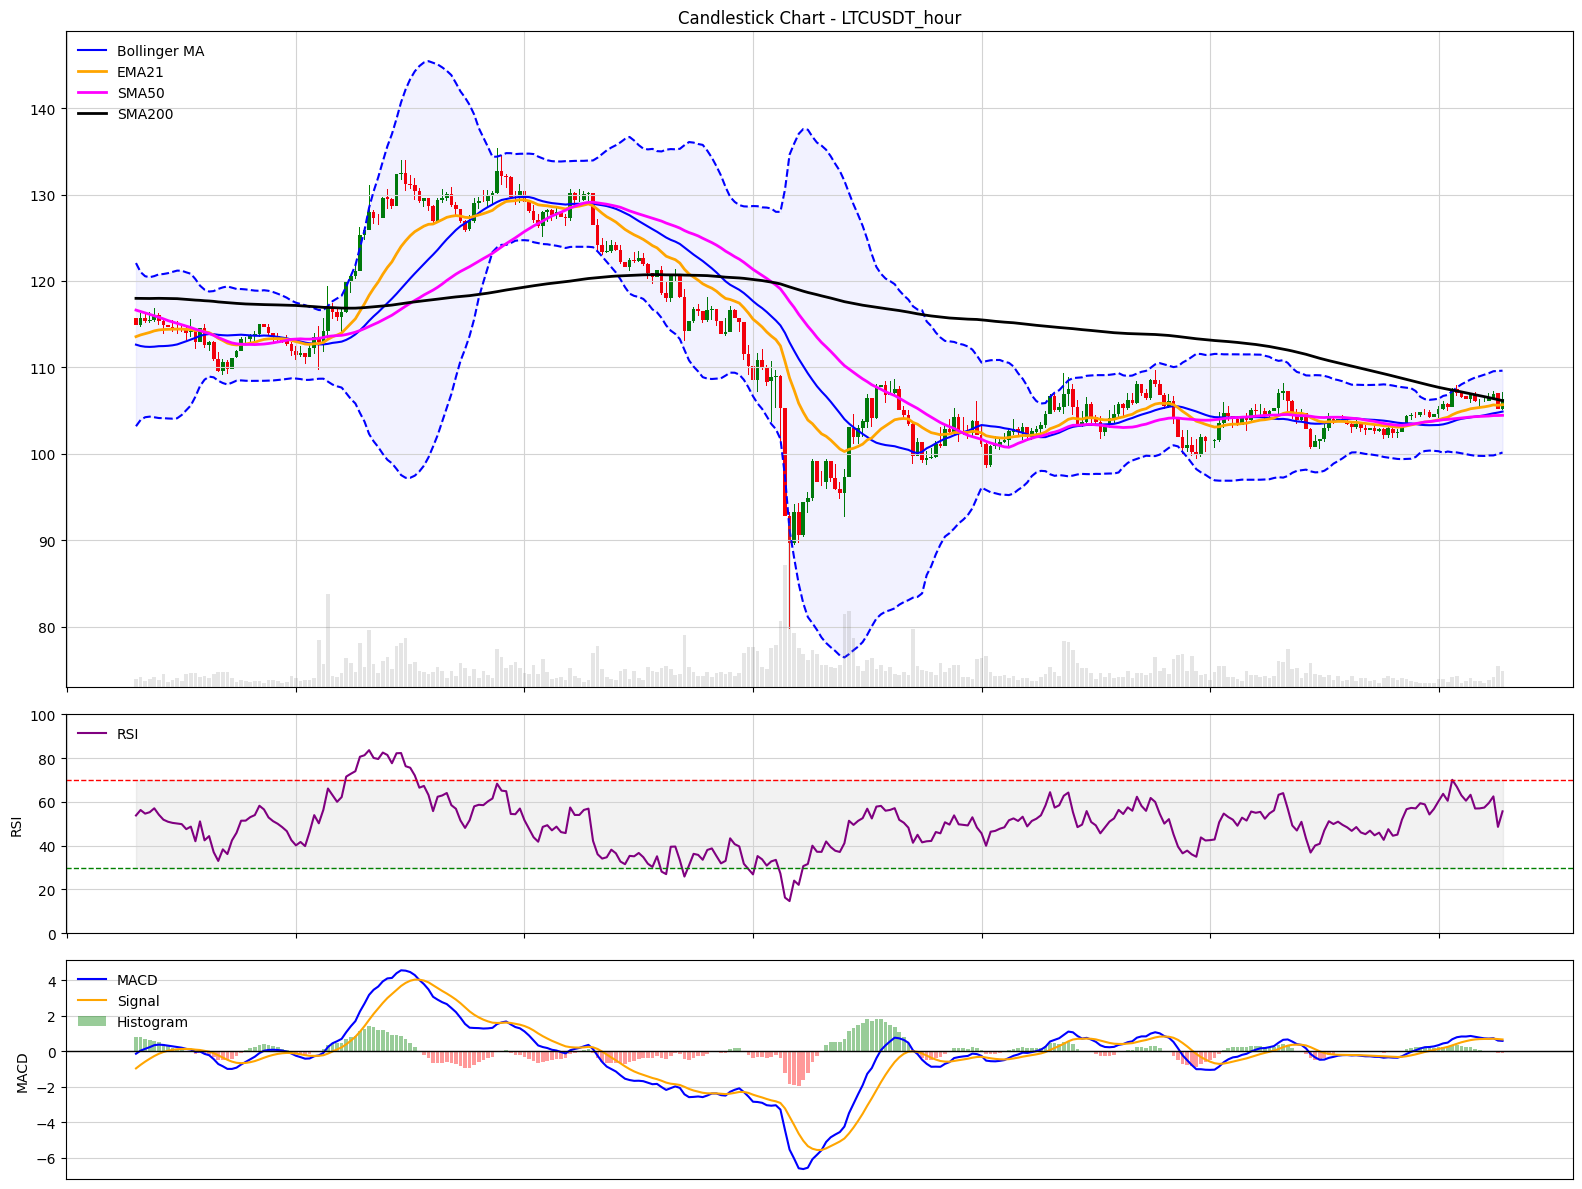 Candlestick Chart - LTCUSDT_hour
Bollinger MA
EMA21
SMA50
SMA200
140
130
120
110
100
90
80
100
80
60
40
20
0
RSI
RSI
4
2
0
−2
−4
−6
MACD
MACD
Signal
Histogram